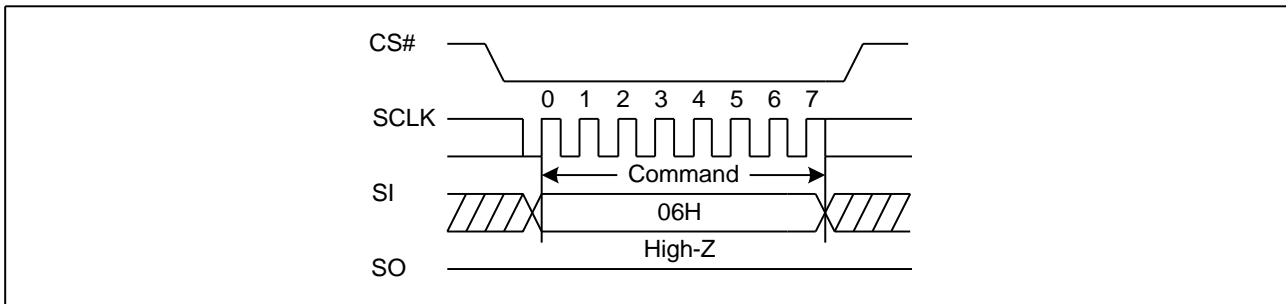 CS#
0 1 2 3 4 5 6 7
SCLK
Command
SI
06H
High-Z
SO